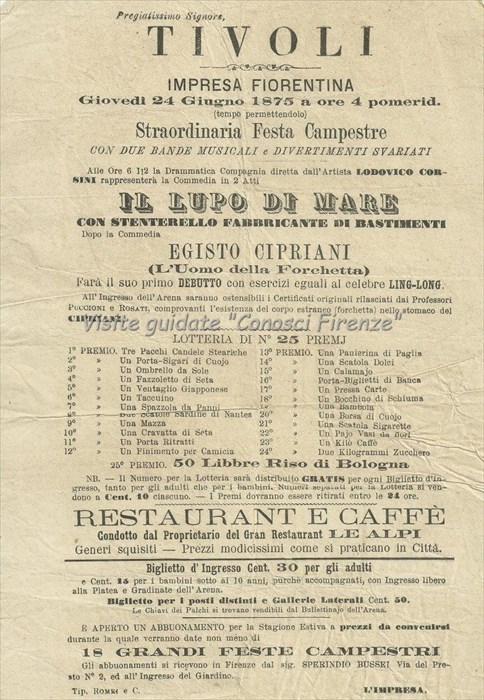 Pregiatissimo Signore,
TIVOLI
IMPRESA FIORENTINA
Giovedì 24 Giugno 1875 a ore 4 pomerid.
(tempo permettendolo)
Straordinaria Festa Campestre
CON DUE BANDE MUSICALI e DIVERTIMENTI SVARIATI
Alle Ore 6 1|2 la Drammatica Compagnia diretta dall'Artista LODOVICO COR-
SINI rappresenterà la Commedia in 2 Atti
IL LUPO DI MARE
CON STENTERELLO FABBRICANTE DI BASTIMENTI
Dopo la Commedia
EGISTO CIPRIANI
(L'Uomo della Forchetta)
Farà il suo primo DEBUTTO con esercizi eguali al celebre LING-LONG.
All'Ingresso dell'Arena saranno ostensibili i Certificati originali rilasciati dai Professori
PUCCIONI e ROSATI, comprovanti l'esistenza del corpo estraneo (forchetta) nello stomaco del
CIPRIANI.
Visite guidate "Conosci Firenze"
LOTTERIA DI N° 25 PREMJ
1° PREMIO. Tre Pacchi Candele Steariche
2° » Un Porta-Sigari di Cuojo
3° » Un Ombrello da Sole
4° » Un Fazzoletto di Seta
5° » Un Ventaglio Giapponese
6° » Un Taccuino
7° » Una Spazzola da Panni
8° » Due Scatole Sardine di Nantes
9° » Una Mazza
10° » Una Cravatta di Seta
11° » Un Porta Ritratti
12° » Un Finimento per Camicia
13° PREMIO. Una Panierina di Paglia
14° » Una Scatola Dolci
15° » Un Calamajo
16° » Un Porta-Biglietti di Banca
17° » Un Pressa Carte
18° » Un Bocchino di Schiuma
19° » Una Bambola
20° » Una Borsa di Cuojo
21° » Una Scatola Sigarette
22° » Un Pajo Vasi da fiori
23° » Un Kilò Caffè
24° » Due Kilogrammi Zucchero
25° PREMIO. 50 Libbre Riso di Bologna
NB. — Il Numero per la Lotteria sarà distribuito GRATIS per ogni Biglietto d'In-
gresso, tanto per gli adulti che per i bambini. Numeri separati per la Lotteria si ven-
dono a Cent. 10 ciascuno. — I Premi dovranno essere ritirati entro le 24 ore.
RESTAURANT E CAFFÈ
Condotto dal Proprietario del Gran Restaurant LE ALPI
Generi squisiti — Prezzi modicissimi come si praticano in Città.
Biglietto d'Ingresso Cent. 30 per gli adulti
e Cent. 15 per i bambini sotto ai 10 anni, purchè accompagnati, con Ingresso libero
alla Platea e Gradinate dell'Arena.
Biglietto per i posti distinti e Gallerie Laterali Cent. 50.
Le Chiavi dei Palchi si trovano vendibili dal Bullettinajo dell'Arena.
È APERTO UN ABBUONAMENTO per la Stagione Estiva a prezzi da convenirsi
durante la quale verranno date non meno di
18 GRANDI FESTE CAMPESTRI
Gli abbuonamenti si ricevono in Firenze dal sig. SPERINDIO BUSSEI Via del Pre-
sto N° 2, ed all'Ingresso del Giardino.
Tip. ROMEI e C.
L'IMPRESA.